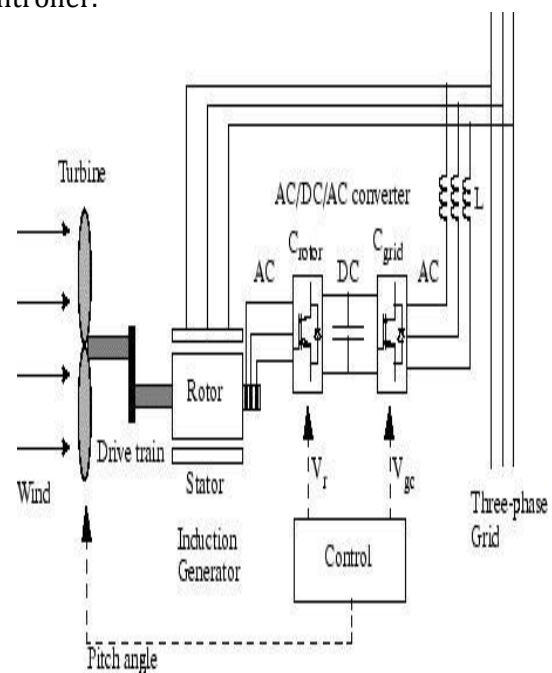 ntroller.
Turbine
AC/DC/AC converter
L
C rotor
C grid
AC
DC
AC
Rotor
Drive train
Stator
Wind
V r
V gc
Induction
Generator
Control
Three-phase
Grid
Pitch angle